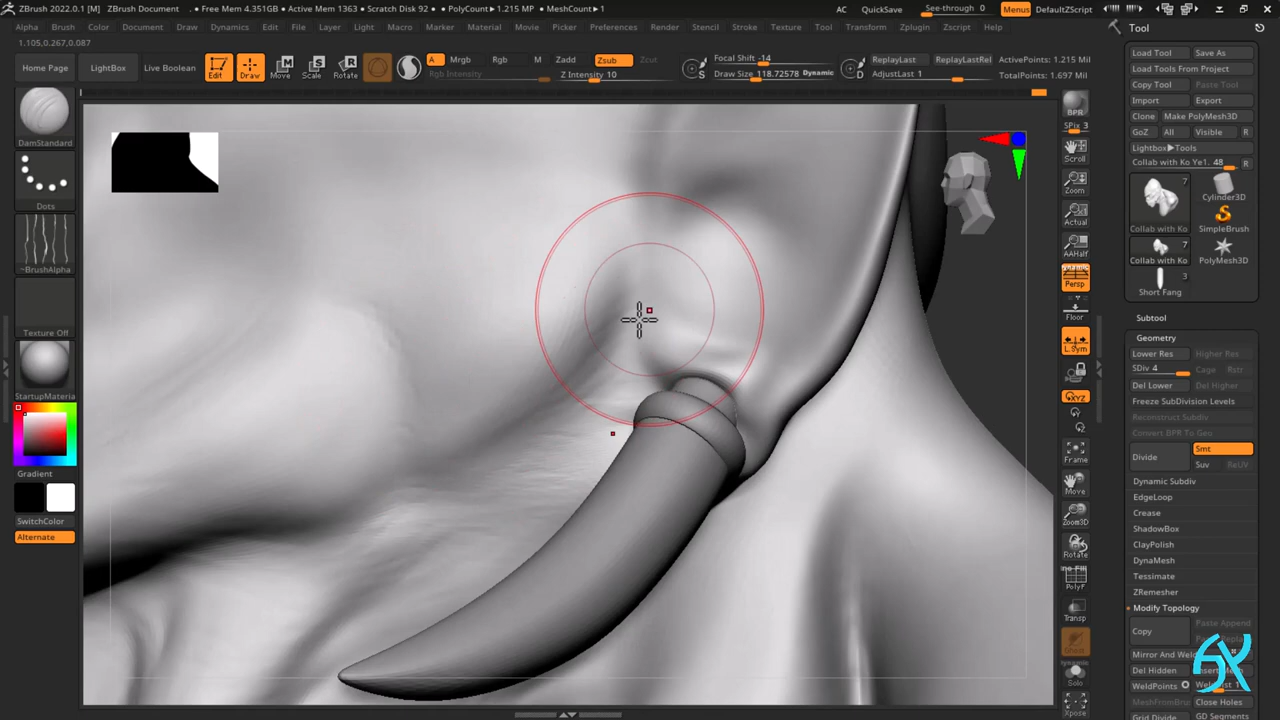 ZBrush 2022.0.1 [M] ZBrush Document • Free Mem 4.351GB • Active Mem 1363 • Scratch Disk 92 • PolyCount▸1.215 MP • MeshCount▸1 AC QuickSave See-through 0 Menus DefaultZScript
Alpha Brush Color Document Draw Dynamics Edit File Layer Light Macro Marker Material Movie Picker Preferences Render Stencil Stroke Texture Tool Transform Zplugin Zscript Help
1.105,0.267,0.087
Home Page LightBox Live Boolean Edit Draw Move Scale Rotate
A Mrgb Rgb M Zadd Zsub Zcut
Rgb Intensity Z Intensity 10
Focal Shift -14
Draw Size 118.72578 Dynamic
S
D
ReplayLast ReplayLastRel
AdjustLast 1
ActivePoints: 1.215 Mil
TotalPoints: 1.697 Mil
DamStandard
Dots
~BrushAlpha
Texture Off
StartupMateria
Gradient
SwitchColor
Alternate
BPR
SPix 3
Scroll
Zoom
Actual
AAHalf
Persp
Floor
L.Sym
XYZ
Y
Z
Frame
Move
Zoom3D
Rotate
PolyF
Transp
Ghost
Dynamic
Solo
Xpose
Tool
Load Tool Save As
Load Tools From Project
Copy Tool Paste Tool
Import Export
Clone Make PolyMesh3D
GoZ All Visible R
Lightbox▸Tools
Collab with Ko Ye1. 48 R
7
Collab with Ko
Cylinder3D
SimpleBrush
7
Collab with Ko
PolyMesh3D
3
Short Fang
Subtool
Geometry
Lower Res Higher Res
SDiv 4 Cage Rstr
Del Lower Del Higher
Freeze SubDivision Levels
Reconstruct Subdiv
Convert BPR To Geo
Divide Smt
Suv ReUV
Dynamic Subdiv
EdgeLoop
Crease
ShadowBox
ClayPolish
DynaMesh
Tessimate
ZRemesher
Modify Topology
Copy Paste Append
Mirror And Weld
Del Hidden
WeldPoints
MeshFromBrus Close Holes
Grid Divide GD Segments